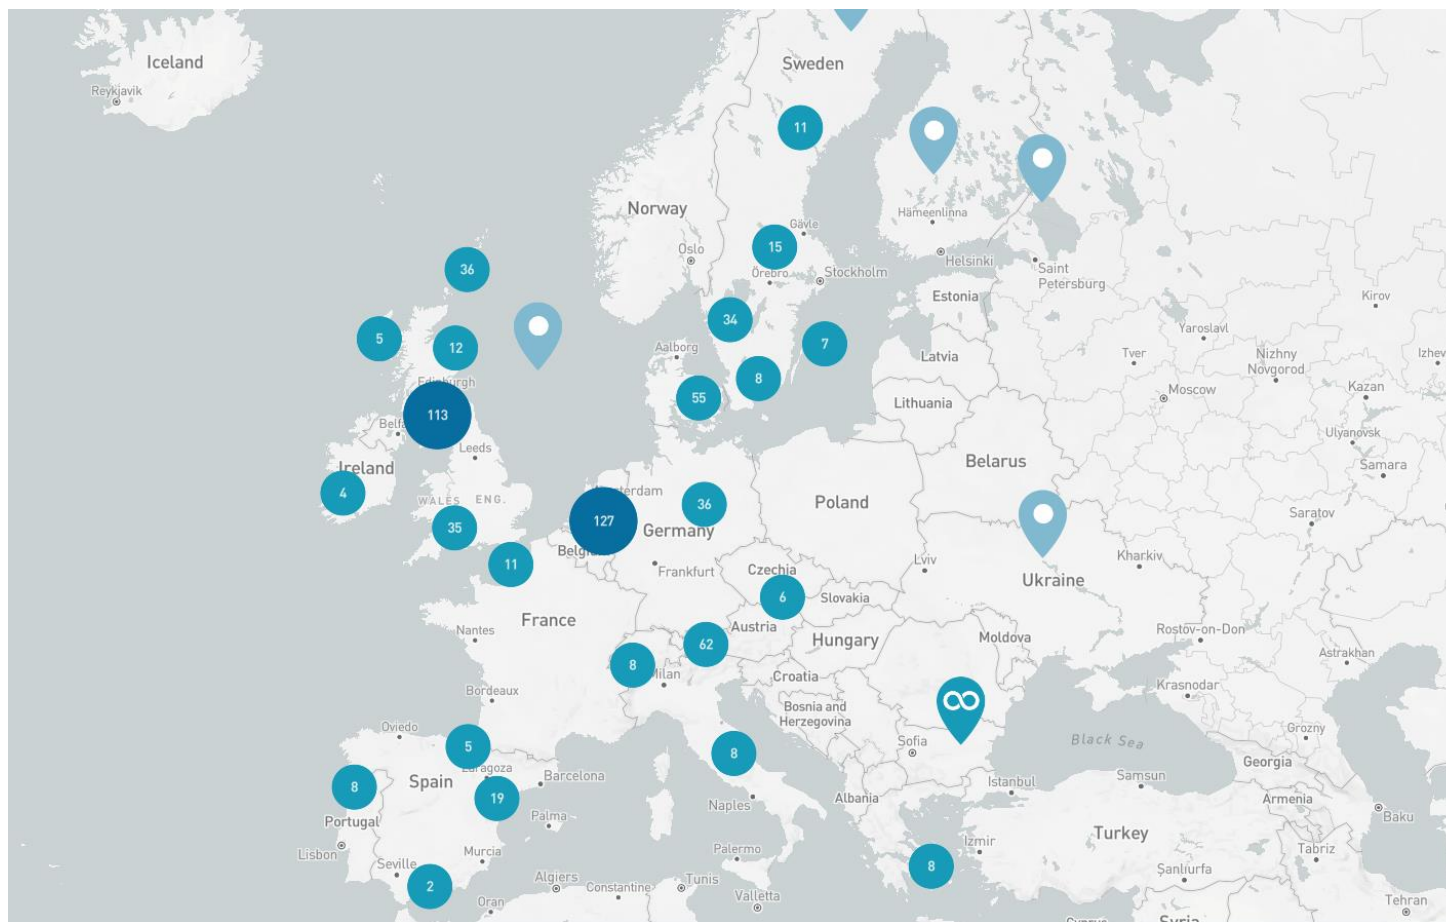 Iceland
Sweden
Reykjavik
11
Norway
Hämeenlinna
Gävle
15
Oslo
Helsinki
Saint
Petersburg
36
Örebro
Stockholm
Estonia
Kirov
34
Yaroslavl
5
12
Aalborg
7
Latvia
Tver
Nizhny
Novgorod
Edinburgh
8
Moscow
Kazan
55
Lithuania
113
Ulyanovsk
Leeds
Ireland
Belarus
Samara
4
WALES
ENG.
36
Poland
127
Germany
Saratov
35
Belgi
Kharkiv
11
Frankfurt
Czechia
Lviv
Ukraine
6
Slovakia
France
Nantes
Austria
Hungary
Moldova
Rostov-on-Don
62
8
Milan
Croatia
Astrakhan
Krasnodar
Bordeaux
Bosnia and
Herzegovina
Oviedo
5
8
Sofia
Black Sea
Grozny
Spain
Zaragoza
Barcelona
Georgia
8
Istanbul
Samsun
19
Naples
Albania
Armenia
Portugal
Palma
Baku
Lisbon
Izmir
Turkey
Murcia
Palermo
Tabriz
Seville
8
Şanlıurfa
2
Algiers
Constantine
Tunis
Valletta
Oran
Tehran
Syria